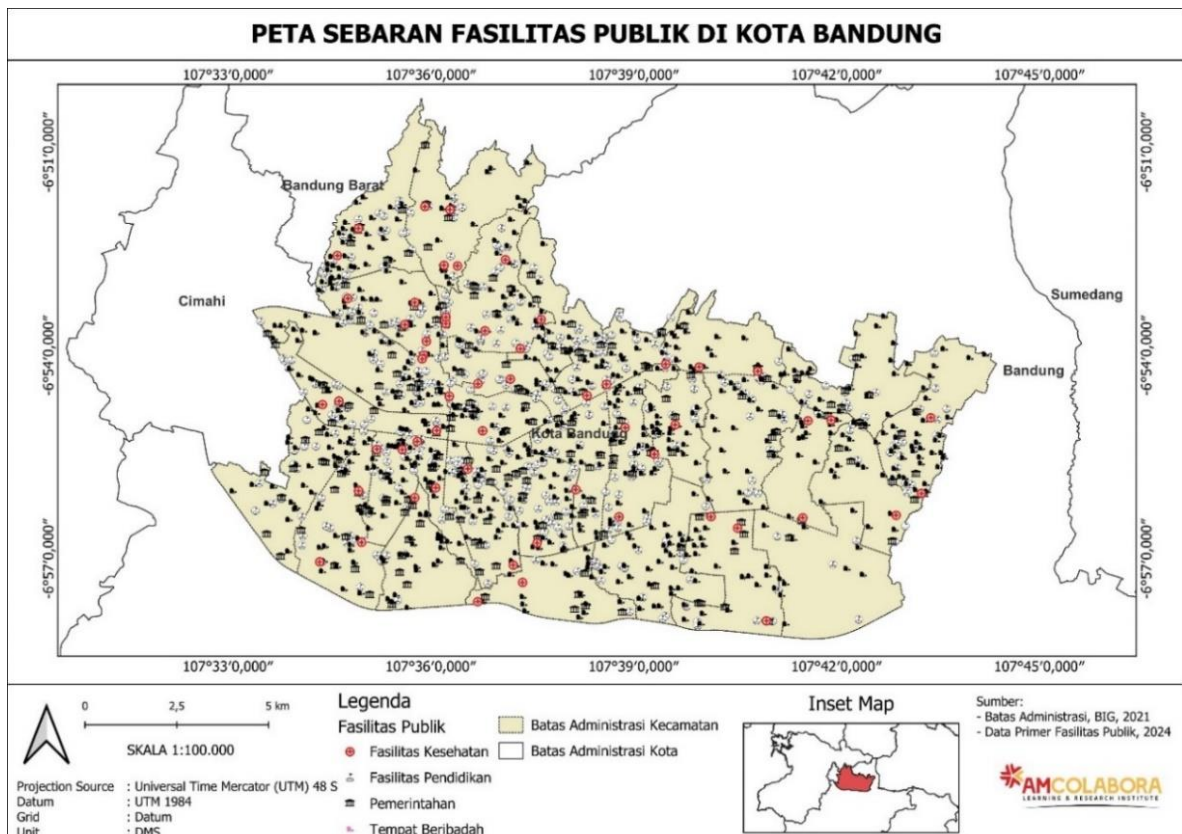 PETA SEBARAN FASILITAS PUBLIK DI KOTA BANDUNG
107°33'0,000" 107°36'0,000" 107°39'0,000" 107°42'0,000" 107°45'0,000"
-6°51'0,000" -6°51'0,000"
Bandung Barat
Cimahi
Sumedang
-6°54'0,000" -6°54'0,000"
Bandung
Kota Bandung
-6°57'0,000" -6°57'0,000"
107°33'0,000" 107°36'0,000" 107°39'0,000" 107°42'0,000" 107°45'0,000"
0 2,5 5 km
SKALA 1:100.000
Projection Source : Universal Time Mercator (UTM) 48 S
Datum : UTM 1984
Grid : Datum
Unit : DMS
Legenda
Fasilitas Publik
Fasilitas Kesehatan
Fasilitas Pendidikan
Pemerintahan
Tempat Beribadah
Batas Administrasi Kecamatan
Batas Administrasi Kota
Inset Map
Sumber:
- Batas Administrasi, BIG, 2021
- Data Primer Fasilitas Publik, 2024
AMCOLABORA
LEARNING & RESEARCH INSTITUTE